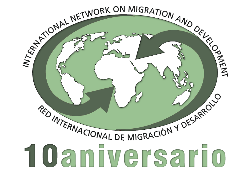 INTERNATIONAL NETWORK ON MIGRATION AND DEVELOPMENT
RED INTERNACIONAL DE MIGRACIÓN Y DESARROLLO
10aniversario